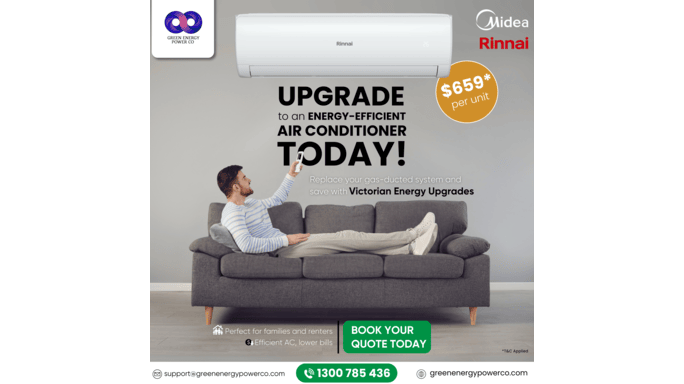 GREEN ENERGY
POWER CO
Rinnai
Midea
Rinnai
$659*
per unit
UPGRADE
to an ENERGY-EFFICIENT
AIR CONDITIONER
TODAY!
Replace your gas-ducted system and
save with Victorian Energy Upgrades
Perfect for families and renters
Efficient AC, lower bills
BOOK YOUR
QUOTE TODAY
*T&C Applied
support@greenenergypowerco.com
1300 785 436
greenenergypowerco.com